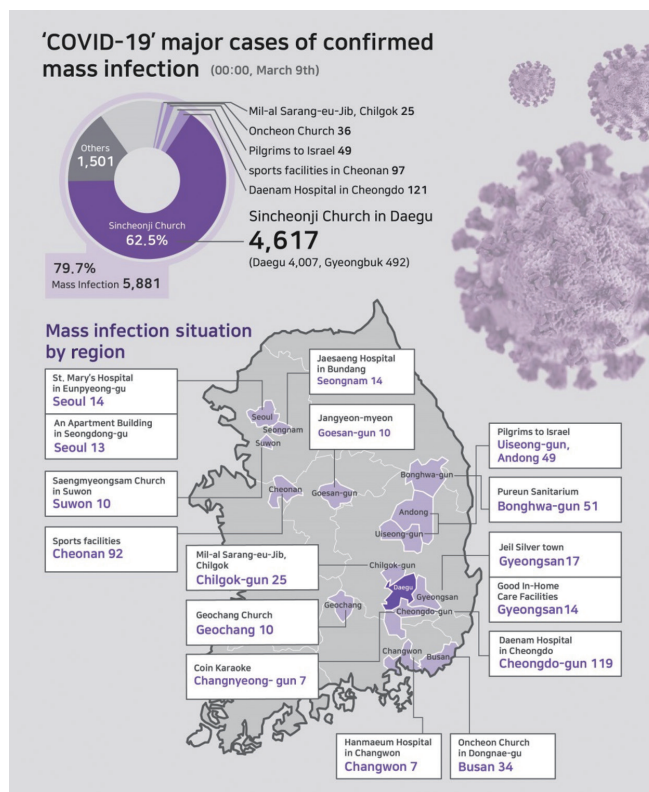 ‘COVID-19’ major cases of confirmed
mass infection (00:00, March 9th)
Mil-al Sarang-eu-Jib, Chilgok 25
Oncheon Church 36
Pilgrims to Israel 49
sports facilities in Cheonan 97
Daenam Hospital in Cheongdo 121
Others
1,501
Sincheonji Church
62.5%
Sincheonji Church in Daegu
4,617
(Daegu 4,007, Gyeongbuk 492)
79.7%
Mass Infection 5,881
Mass infection situation
by region
Jaesaeng Hospital
in Bundang
Seongnam 14
St. Mary's Hospital
in Eunpyeong-gu
Seoul 14
An Apartment Building
in Seongdong-gu
Seoul 13
Jangyeon-myeon
Goesan-gun 10
Saengmyeongsam Church
in Suwon
Suwon 10
Sports facilities
Cheonan 92
Mil-al Sarang-eu-Jib,
Chilgok
Chilgok-gun 25
Geochang Church
Geochang 10
Coin Karaoke
Changnyeong- gun 7
Pilgrims to Israel
Uiseong-gun,
Andong 49
Pureun Sanitarium
Bonghwa-gun 51
Jeil Silver town
Gyeongsan17
Good In-Home
Care Facilities
Gyeongsan14
Daenam Hospital
in Cheongdo
Cheongdo-gun 119
Seoul
Seongnam
Suwon
Cheonan
Goesan-gun
Bonghwa-gun
Andong
Uiseong-gun
Chilgok-gun
Daegu
Gyeongsan
Geochang
Cheongdo-gun
Changwon
Busan
Hanmaeum Hospital
in Changwon
Changwon 7
Oncheon Church
in Dongnae-gu
Busan 34